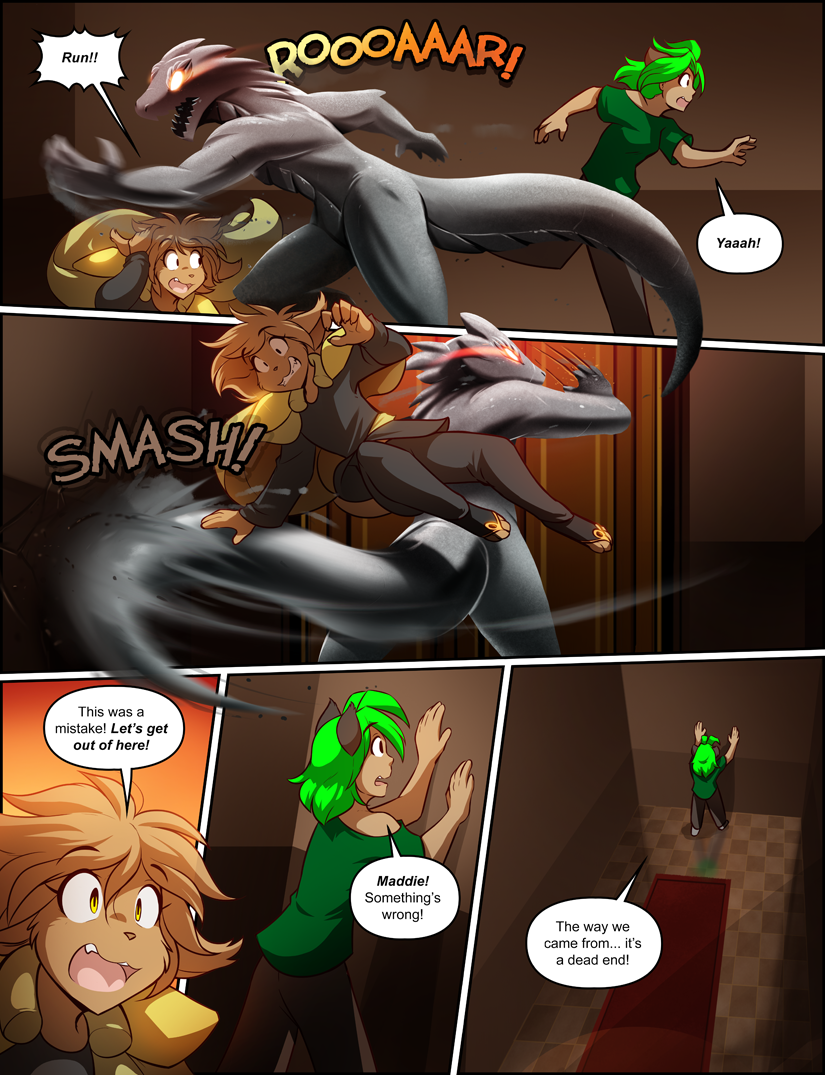 Run!!
ROOOAAAR!
Yaaah!
SMASH!
This was a
mistake! Let's get
out of here!
Maddie!
Something's
wrong!
The way we
came from... it's
a dead end!